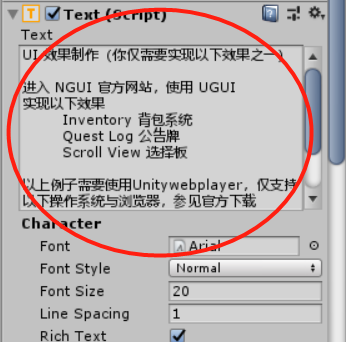 Text (Script)
Text
UI 效果制作（你仅需要实现以下效果之一）
进入 NGUI 官方网站，使用 UGUI
实现以下效果
Inventory 背包系统
Quest Log 公告牌
Scroll View 选择板
以上例子需要使用Unitywebplayer，仅支持
以下操作系统与浏览器，参见官方下载
Character
Font Arial
Font Style Normal
Font Size 20
Line Spacing 1
Rich Text